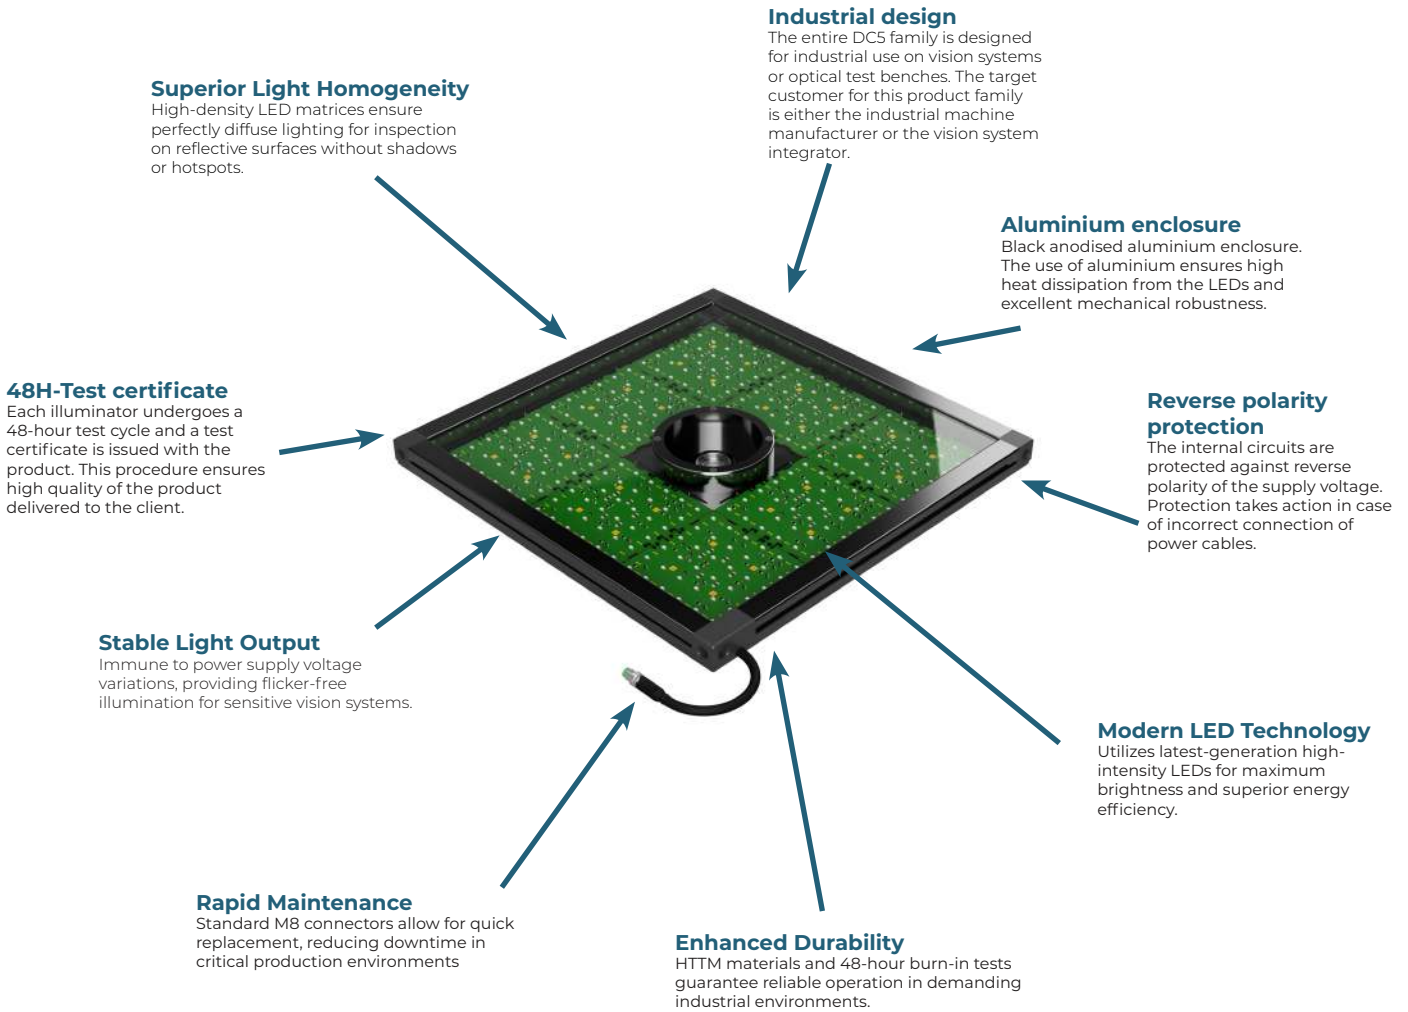 Industrial design
The entire DC5 family is designed
for industrial use on vision systems
or optical test benches. The target
customer for this product family
is either the industrial machine
manufacturer or the vision system
integrator.
Superior Light Homogeneity
High-density LED matrices ensure
perfectly diffuse lighting for inspection
on reflective surfaces without shadows
or hotspots.
Aluminium enclosure
Black anodised aluminium enclosure.
The use of aluminium ensures high
heat dissipation from the LEDs and
excellent mechanical robustness.
48H-Test certificate
Each illuminator undergoes a
48-hour test cycle and a test
certificate is issued with the
product. This procedure ensures
high quality of the product
delivered to the client.
Reverse polarity
protection
The internal circuits are
protected against reverse
polarity of the supply voltage.
Protection takes action in case
of incorrect connection of
power cables.
Stable Light Output
Immune to power supply voltage
variations, providing flicker-free
illumination for sensitive vision systems.
Modern LED Technology
Utilizes latest-generation high-
intensity LEDs for maximum
brightness and superior energy
efficiency.
Rapid Maintenance
Standard M8 connectors allow for quick
replacement, reducing downtime in
critical production environments
Enhanced Durability
HTTM materials and 48-hour burn-in tests
guarantee reliable operation in demanding
industrial environments.